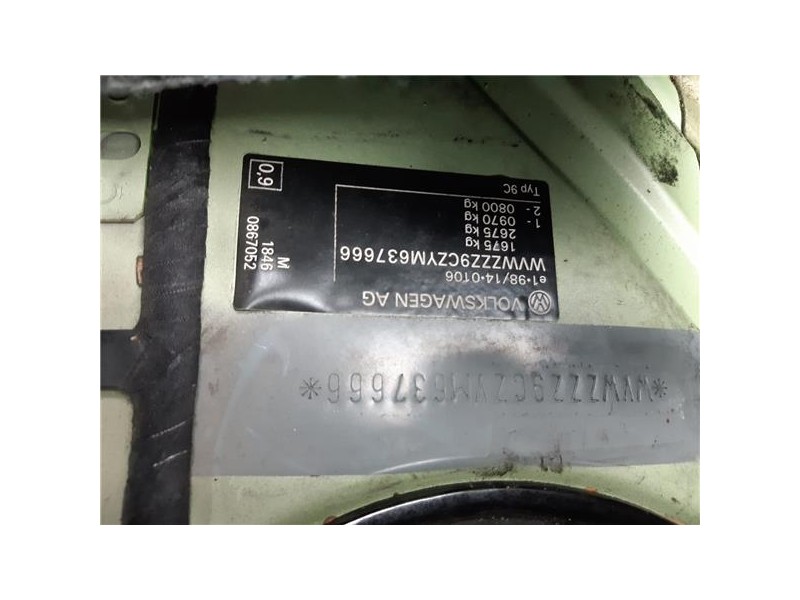 VOLKSWAGEN AG
e1*98/14*0106
WVWZZZ9CZYM637666
1675 kg
2675 kg
1- 0970 kg
2- 0800 kg
Typ 9C
M
1846
0867052
0,9
*WVWZZZ9CZYM637666*